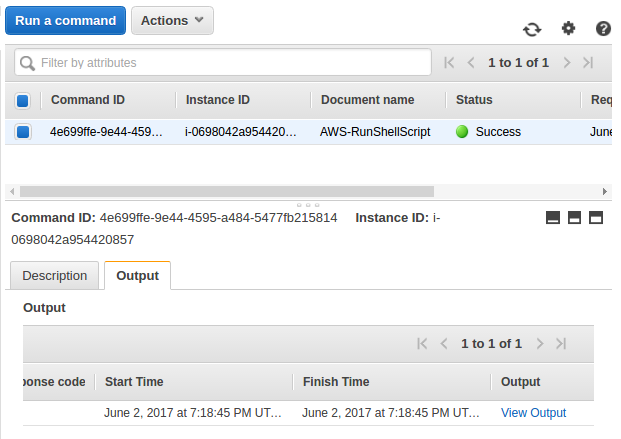 Run a command Actions
Filter by attributes 1 to 1 of 1
Command ID Instance ID Document name Status Req
4e699ffe-9e44-459… i-0698042a954420… AWS-RunShellScript Success June
Command ID: 4e699ffe-9e44-4595-a484-5477fb215814 Instance ID: i-
0698042a954420857
Description Output
Output
1 to 1 of 1
ponse code Start Time Finish Time Output
June 2, 2017 at 7:18:45 PM UT… June 2, 2017 at 7:18:45 PM UT… View Output